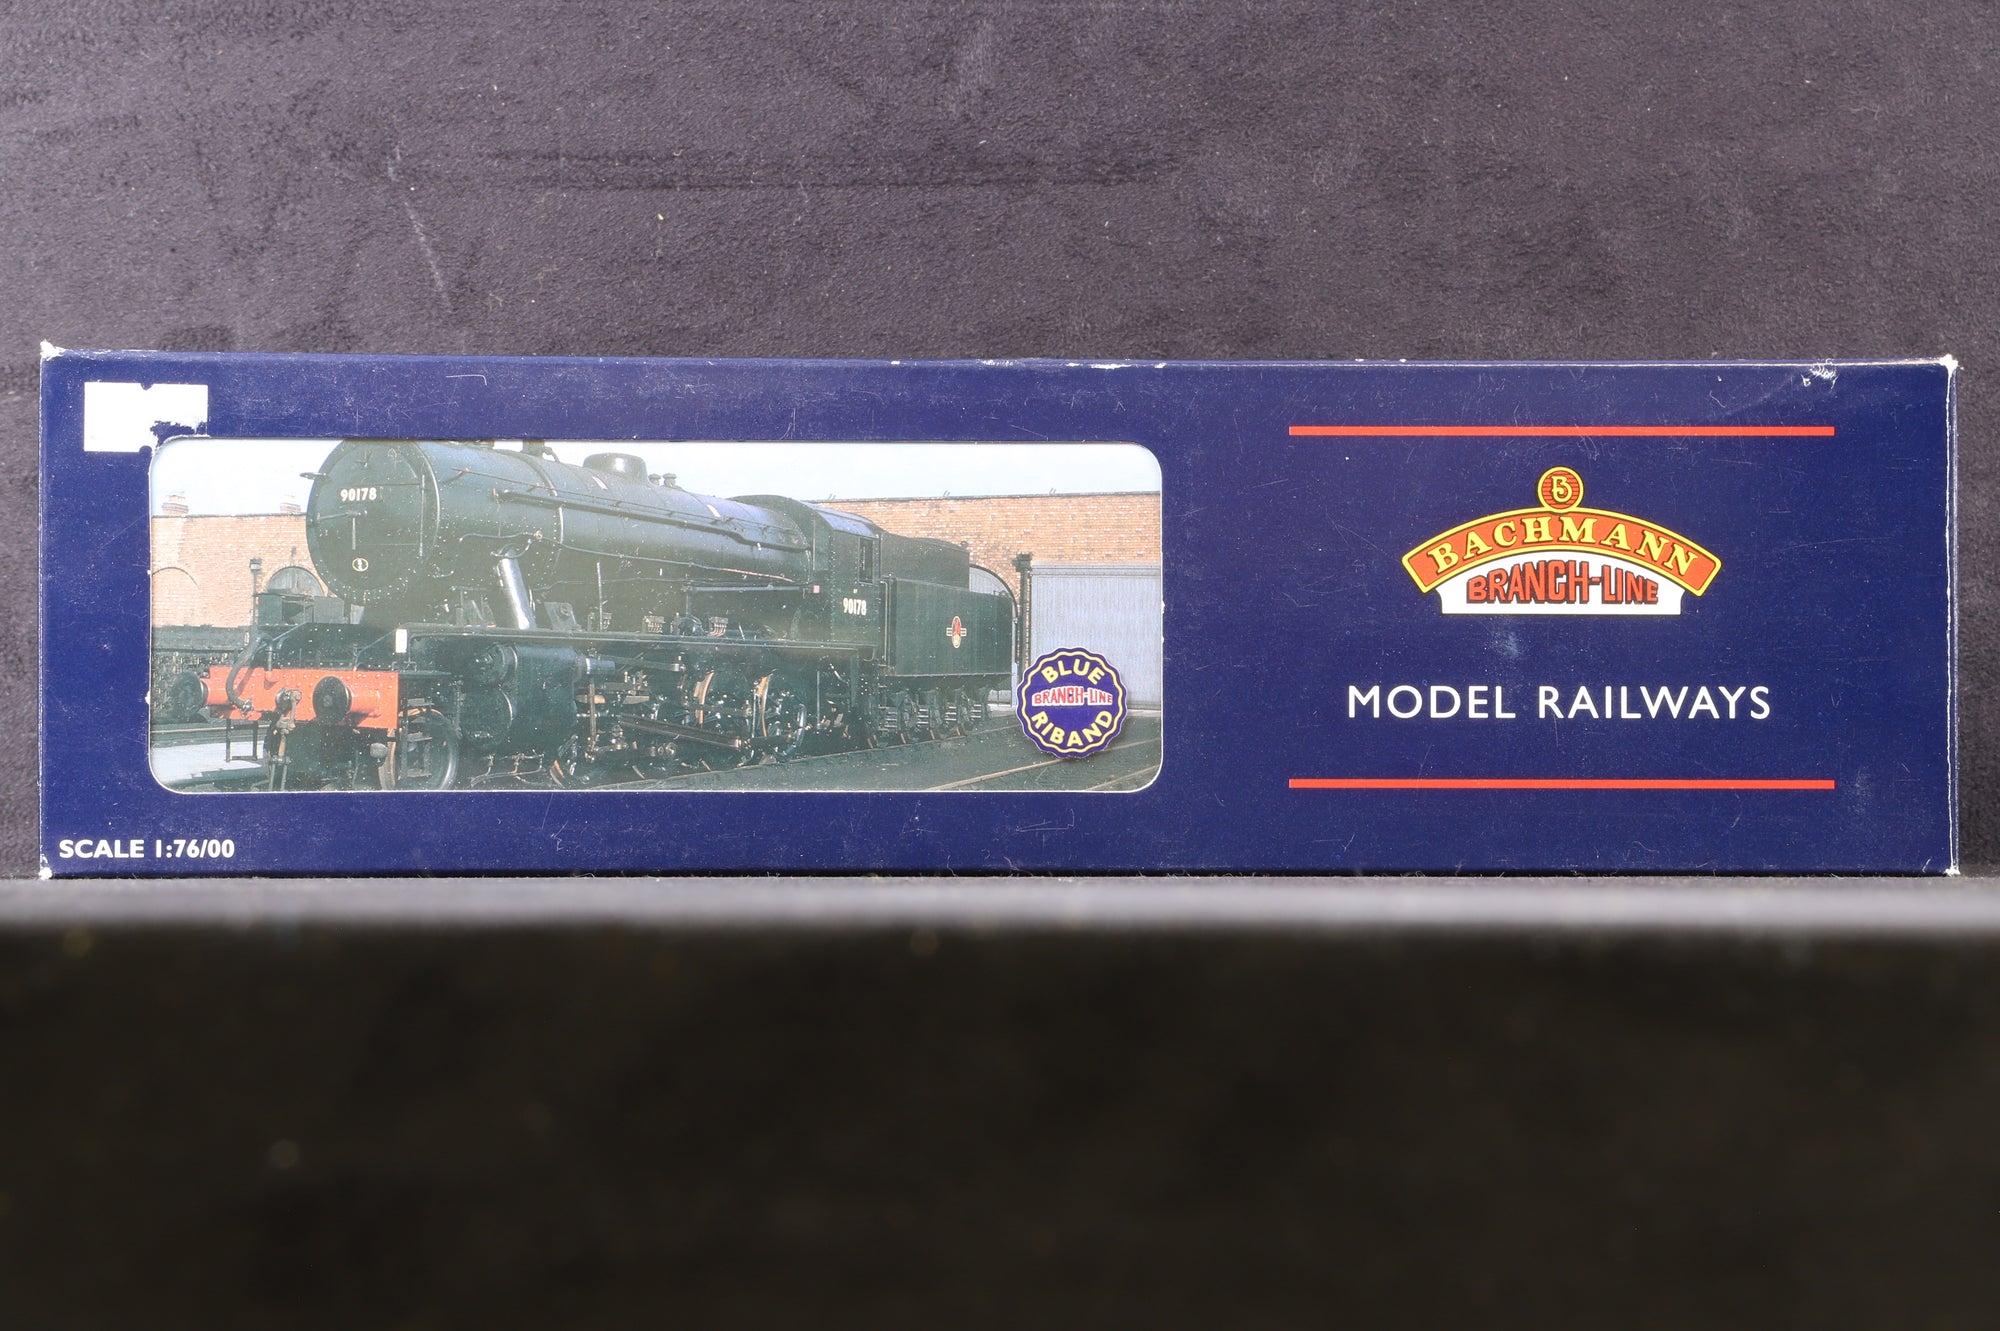 90178
90178
BLUE
BRANCH-LINE
RIBAND
SCALE 1:76/00
B
BACHMANN
BRANCH-LINE
MODEL RAILWAYS